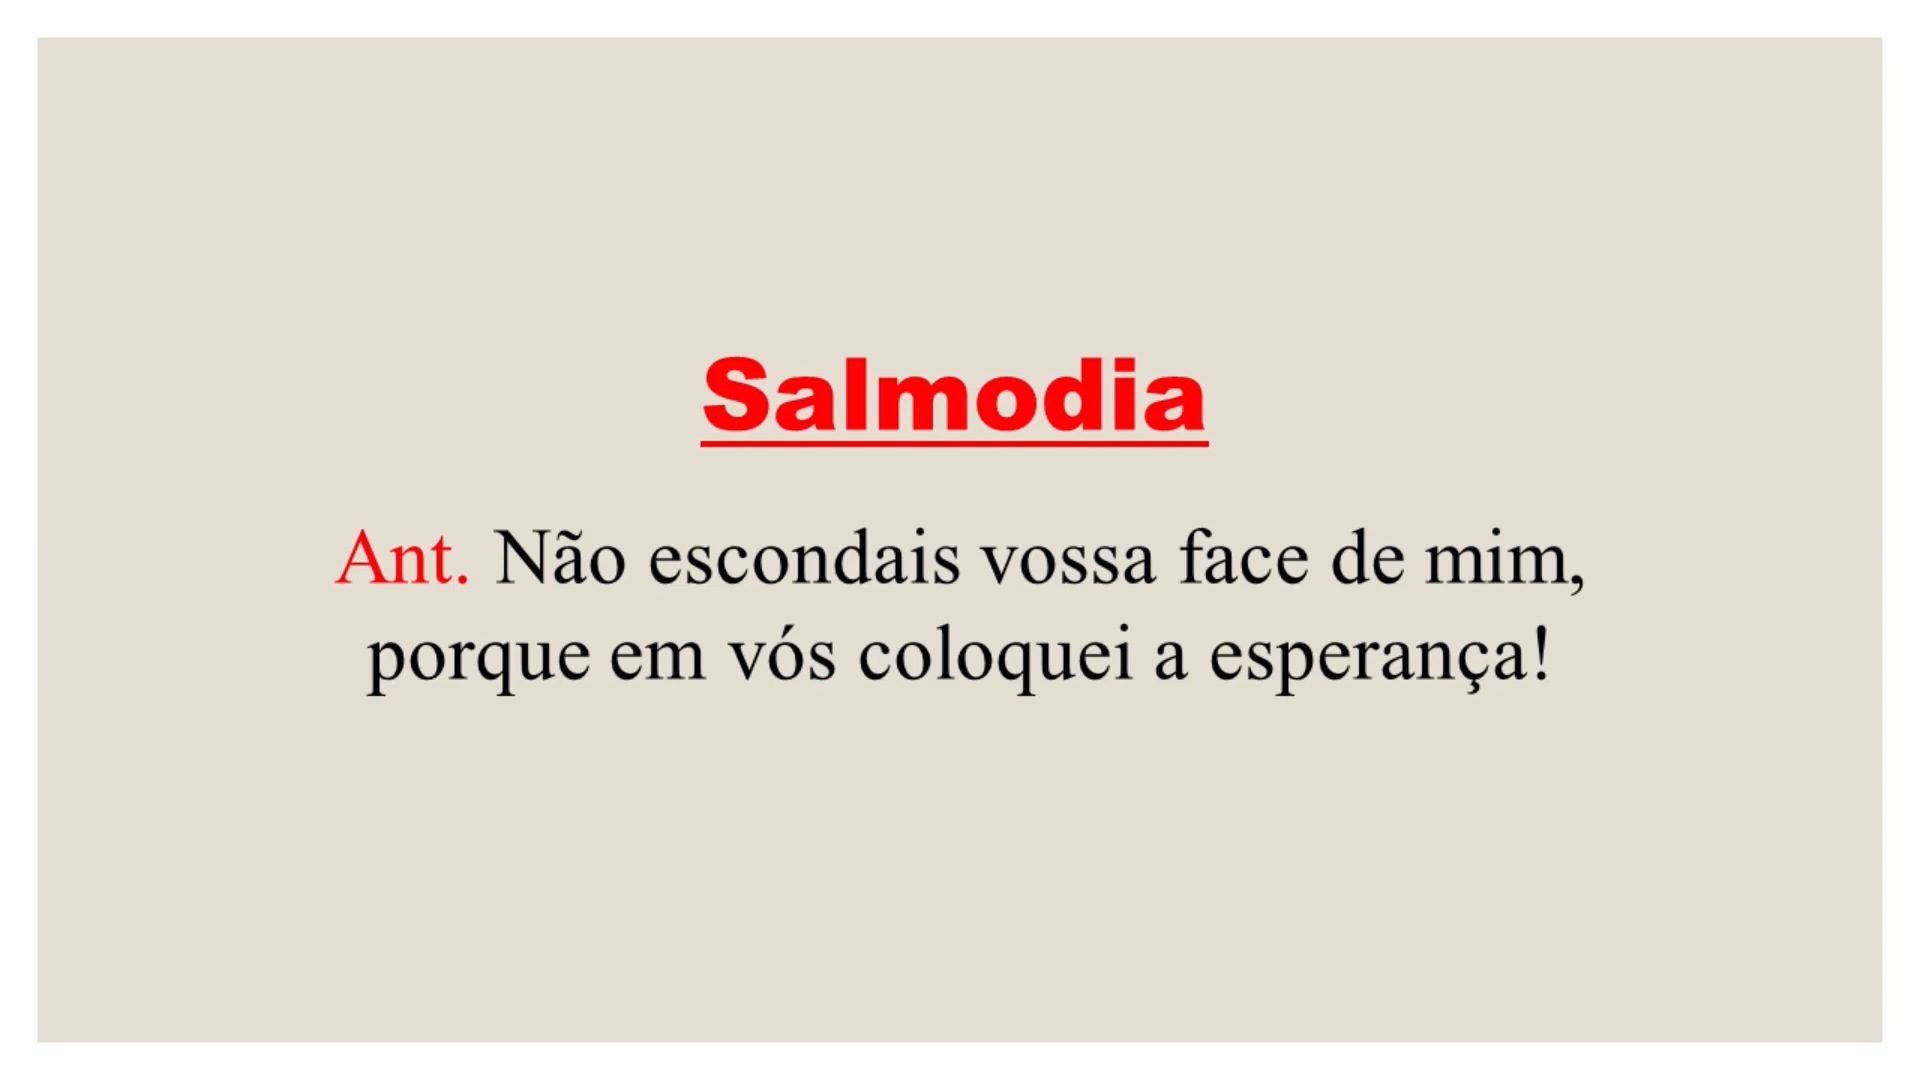 Salmodia
Ant. Não escondais vossa face de mim,
porque em vós coloquei a esperança!